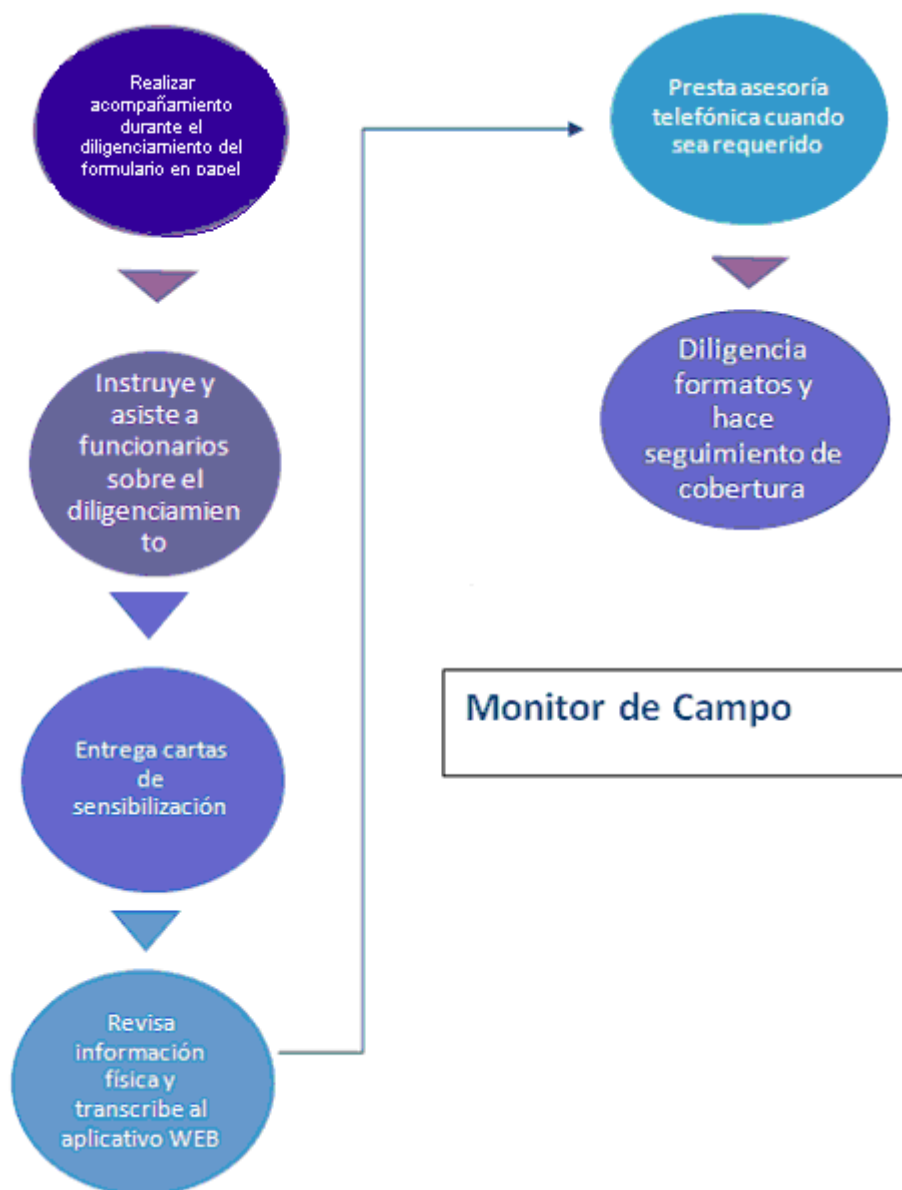 Realizar
acompañamiento
durante el
diligenciamiento del
formulario en papel
Instruye y
asiste a
funcionarios
sobre el
diligenciamien
to
Entrega cartas
de
sensibilización
Revisa
información
física y
transcribe al
aplicativo WEB
Presta asesoría
telefónica cuando
sea requerido
Diligencia
formatos y
hace
seguimiento de
cobertura
Monitor de Campo